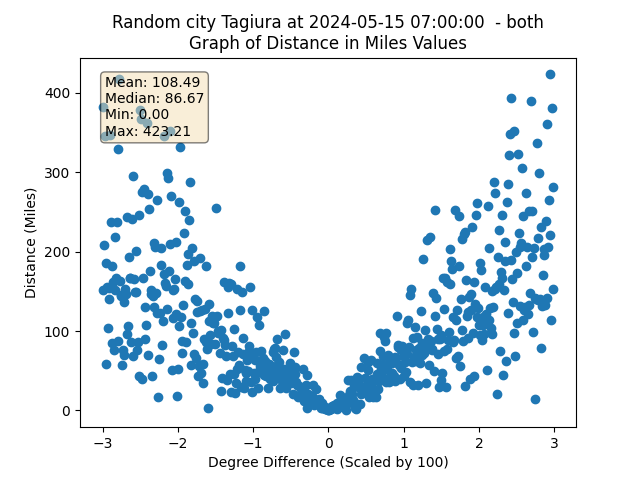 Random city Tagiura at 2024-05-15 07:00:00  - both
Graph of Distance in Miles Values
Mean: 108.49
Median: 86.67
Min: 0.00
Max: 423.21
Distance (Miles)
400
300
200
100
0
−3
−2
−1
0
1
2
3
Degree Difference (Scaled by 100)